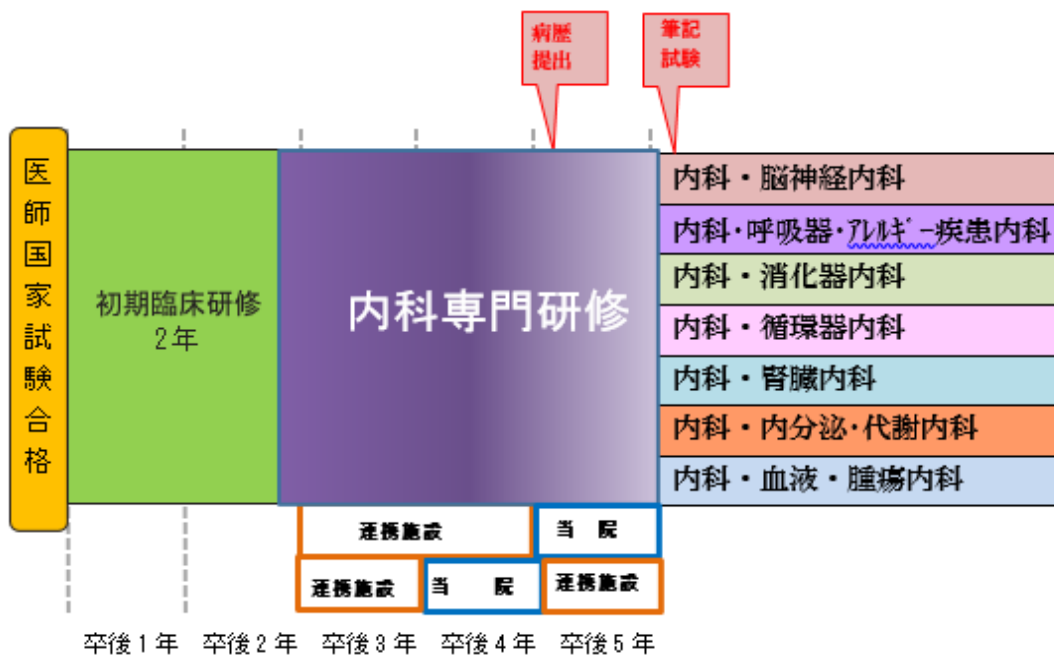 病歴
提出
筆記
試験
医師国家試験合格
初期臨床研修
2年
内科専門研修
内科・脳神経内科
内科・呼吸器・アレルギー疾患内科
内科・消化器内科
内科・循環器内科
内科・腎臓内科
内科・内分泌・代謝内科
内科・血液・腫瘍内科
連携施設
当 院
連携施設
当 院
連携施設
卒後1年 卒後2年 卒後3年 卒後4年 卒後5年